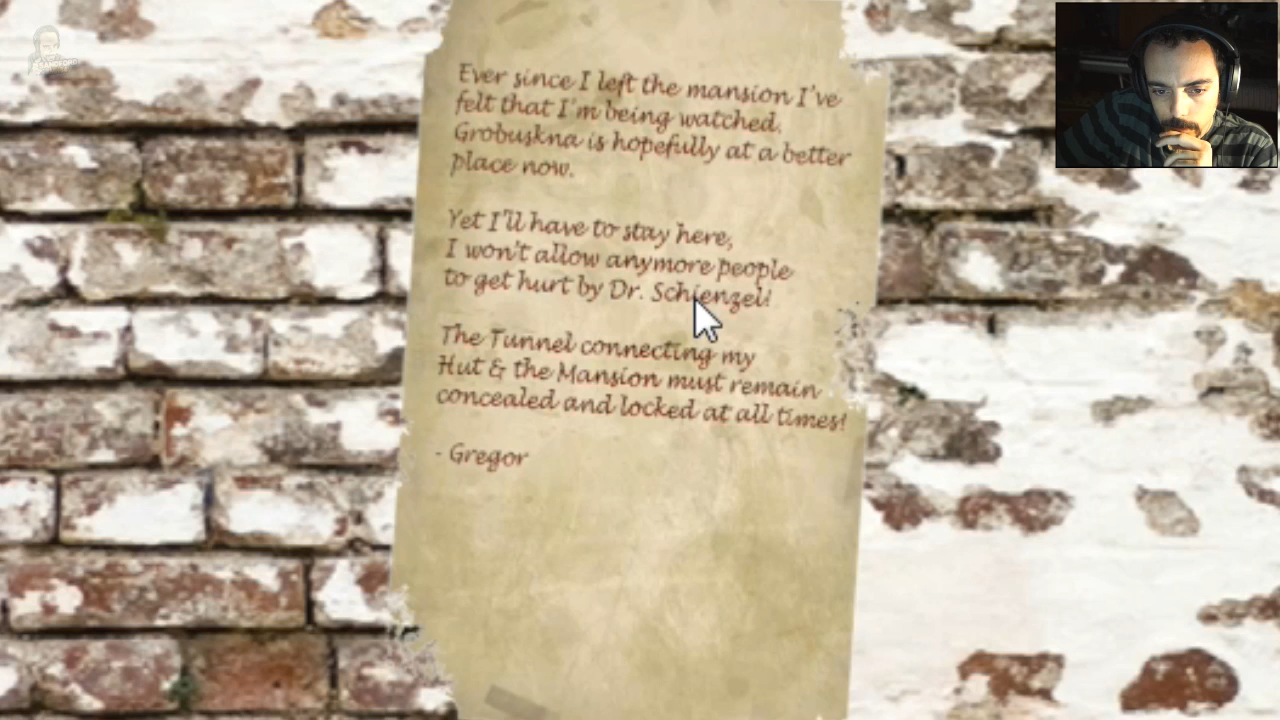 Ever since I left the mansion I've
felt that I'm being watched.
Grobuskna is hopefully at a better
place now.
Yet I'll have to stay here,
I won't allow anymore people
to get hurt by Dr. Schienzel!
The Tunnel connecting my
Hut & the Mansion must remain
concealed and locked at all times!
- Gregor